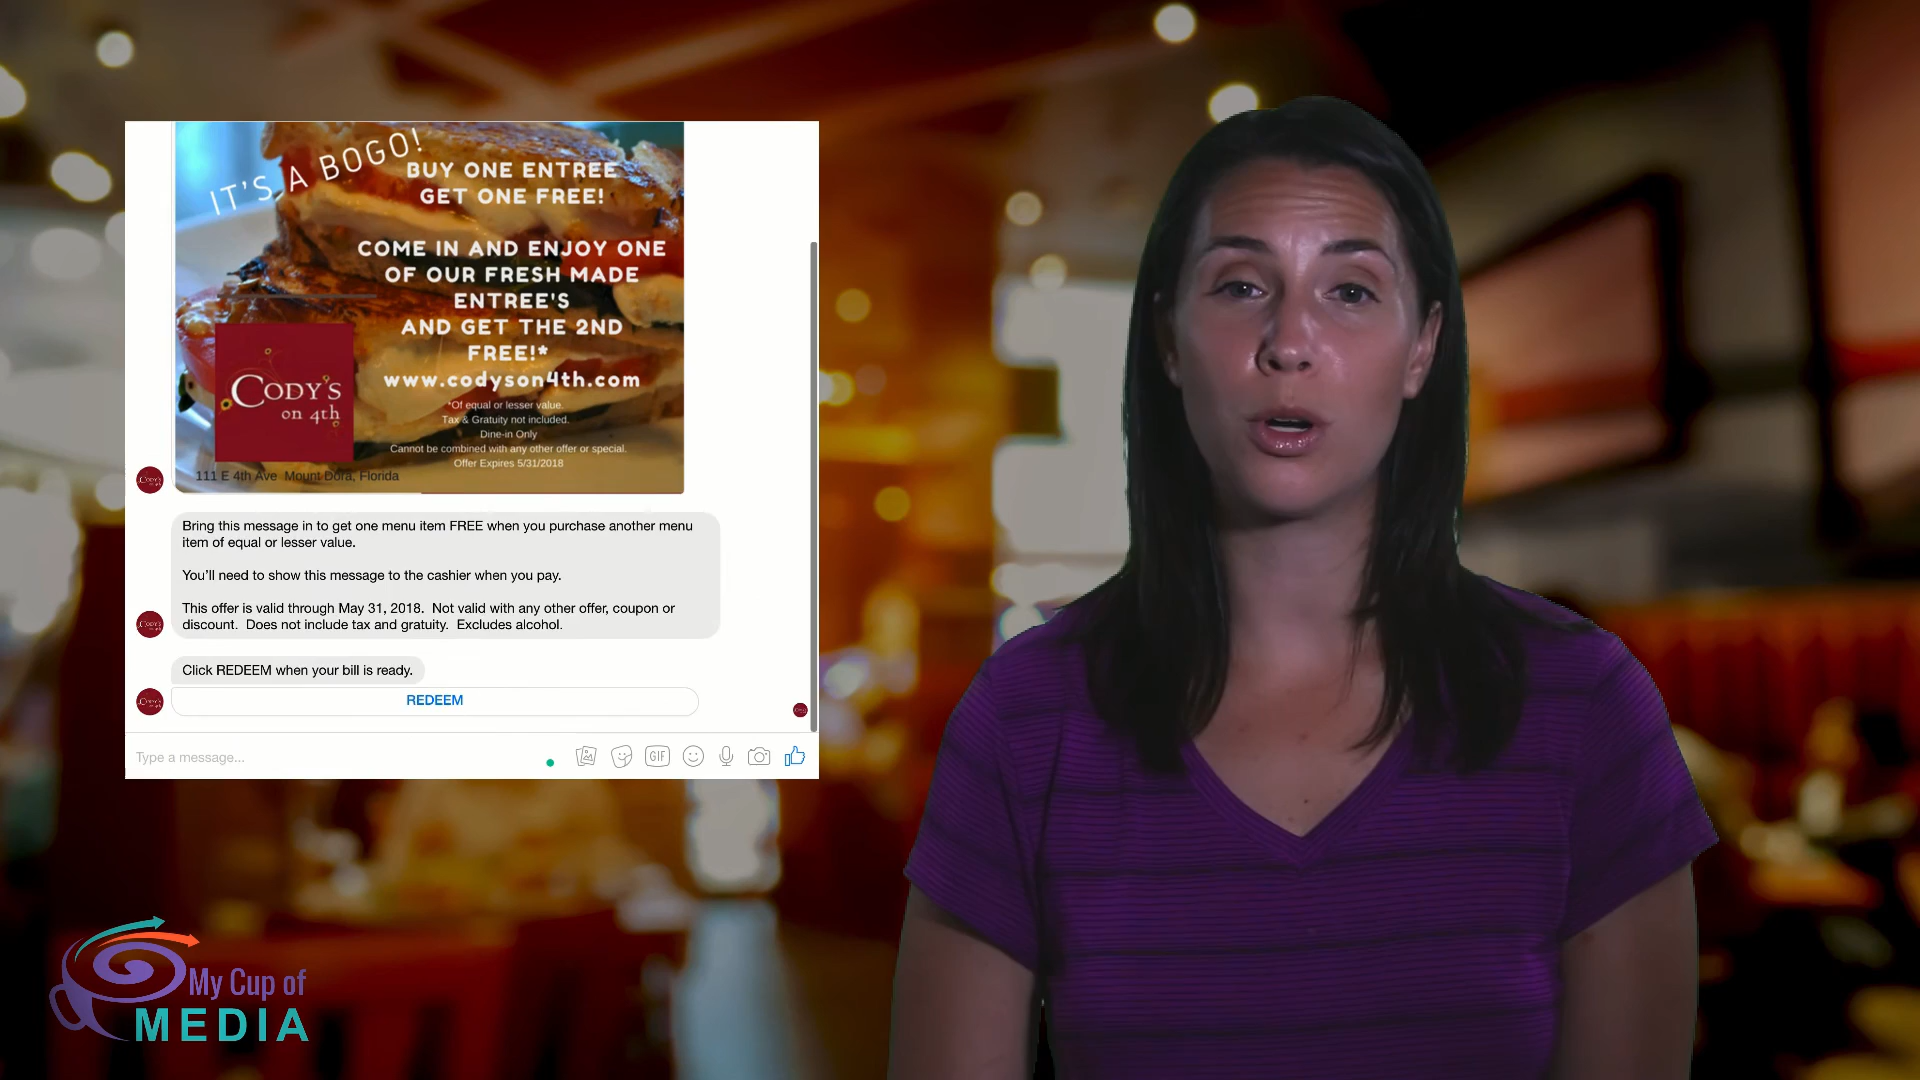 IT'S A BOGO!
BUY ONE ENTREE
GET ONE FREE!
COME IN AND ENJOY ONE
OF OUR FRESH MADE
ENTREE'S
AND GET THE 2ND
FREE!*
www.codyson4th.com
*Of equal or lesser value.
Tax & Gratuity not included.
Dine-in Only
Cannot be combined with any other offer or special.
Offer Expires 5/31/2018
CODY'S
on 4th
111 E 4th Ave Mount Dora, Florida
Bring this message in to get one menu item FREE when you purchase another menu
item of equal or lesser value.
You'll need to show this message to the cashier when you pay.
This offer is valid through May 31, 2018. Not valid with any other offer, coupon or
discount. Does not include tax and gratuity. Excludes alcohol.
Click REDEEM when your bill is ready.
REDEEM
Type a message...
GIF
My Cup of
MEDIA